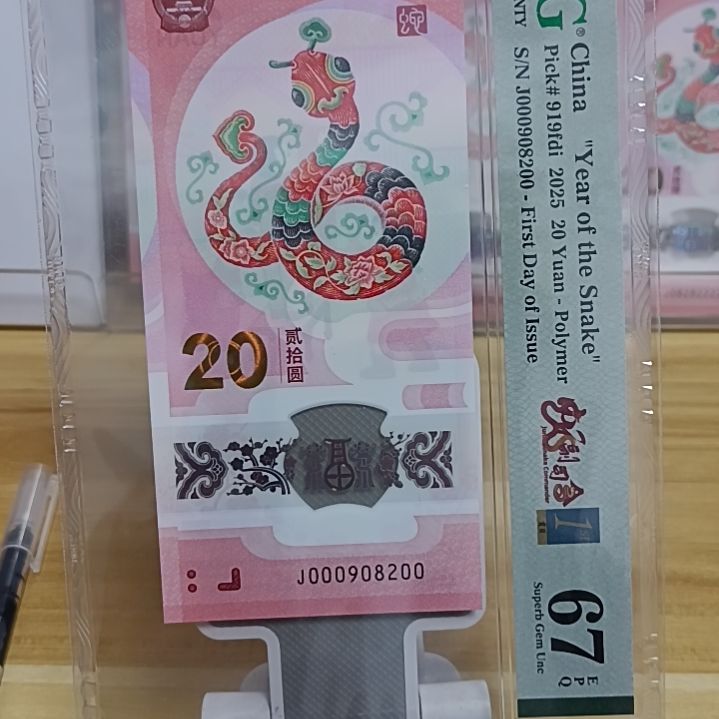 贰拾圆
20
J000908200
China "Year of the Snake"
Pick# 919fdi 2025 20 Yuan - Polymer
S/N J000908200 - First Day of Issue
1
67
EPQ
Superb Gem Unc